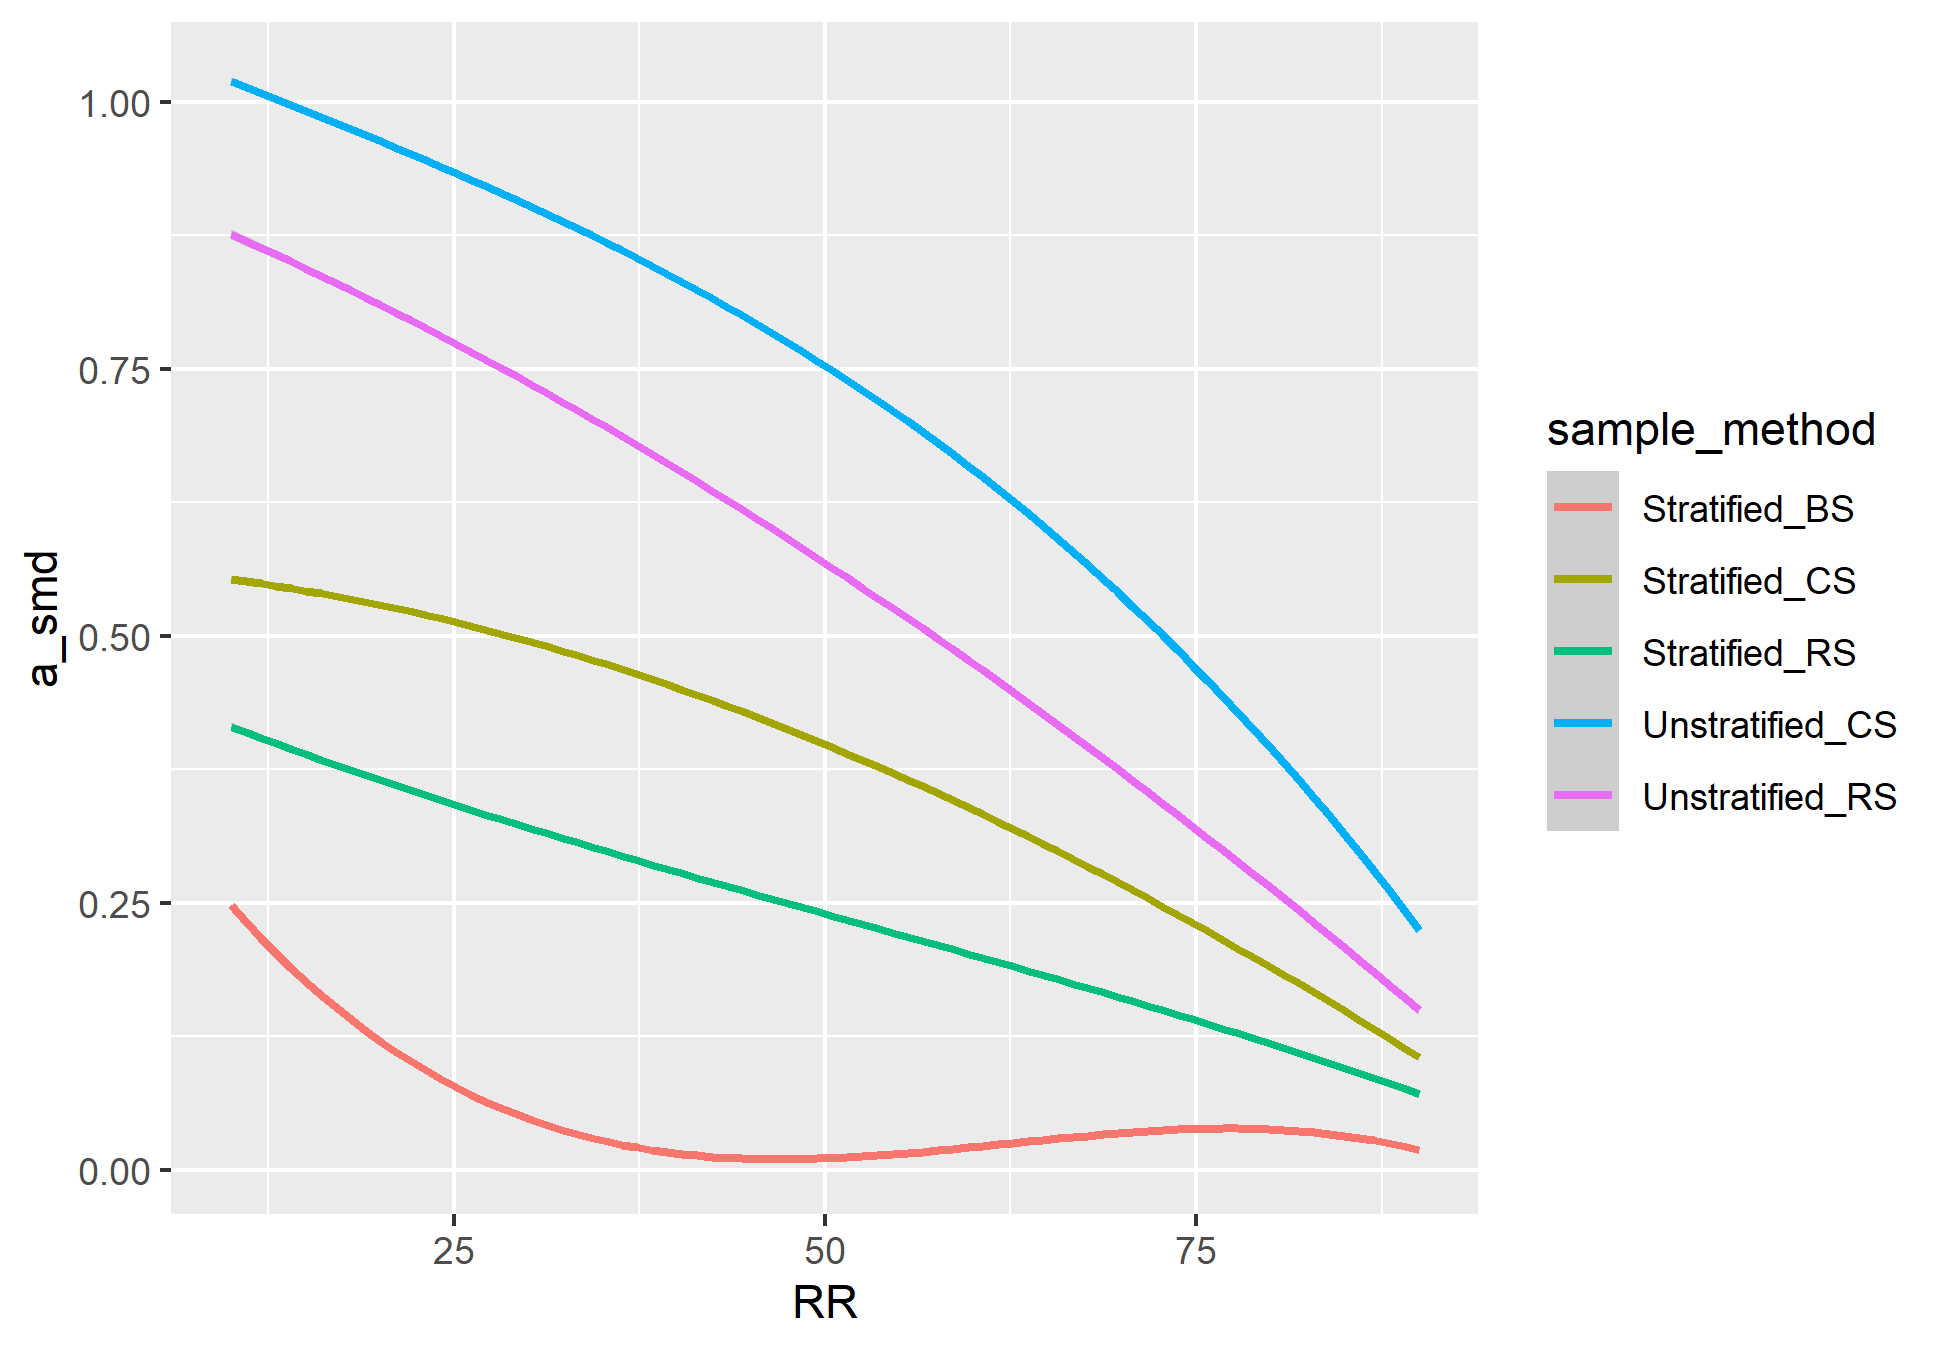 1.00
0.75
0.50
0.25
0.00
a_smd
25 50 75
RR
sample_method
Stratified_BS
Stratified_CS
Stratified_RS
Unstratified_CS
Unstratified_RS